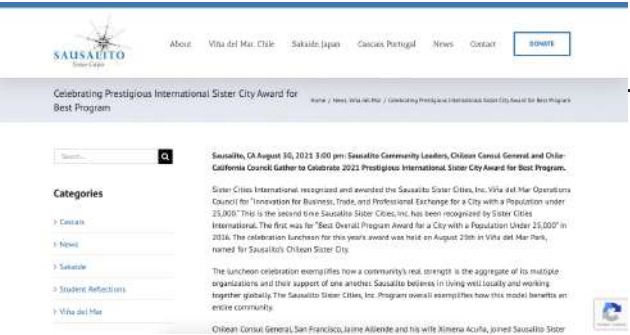 SAUSALITO
Sister Cities
About Viña del Mar, Chile Sakaide, Japan Cascais, Portugal News Contact DONATE
Celebrating Prestigious International Sister City Award for
Best Program
Home / News, Viña del Mar / Celebrating Prestigious International Sister City Award for Best Program
Search...
Categories
> Cascais
> News
> Sakaide
> Student Reflections
> Viña del Mar
Sausalito, CA August 30, 2021 3:00 pm: Sausalito Community Leaders, Chilean Consul General and Chile-
California Council Gather to Celebrate 2021 Prestigious International Sister City Award for Best Program.
Sister Cities International recognized and awarded the Sausalito Sister Cities, Inc. Viña del Mar Operations
Council for "Innovation for Business, Trade, and Professional Exchange for a City with a Population under
25,000." This is the second time Sausalito Sister Cities, Inc. has been recognized by Sister Cities
International. The first was for "Best Overall Program Award for a City with a Population Under 25,000" in
2016. The celebration luncheon for this year's award was held on August 29th in Viña del Mar Park,
named for Sausalito's Chilean Sister City.
The luncheon celebration exemplifies how a community's real strength is the aggregate of its multiple
organizations and their support of one another. Sausalito believes in living well locally and working
together globally. The Sausalito Sister Cities, Inc. Program overall exemplifies how this model benefits an
entire community.
Chilean Consul General, San Francisco, Jaime Alliende and his wife Ximena Acuña, joined Sausalito Sister